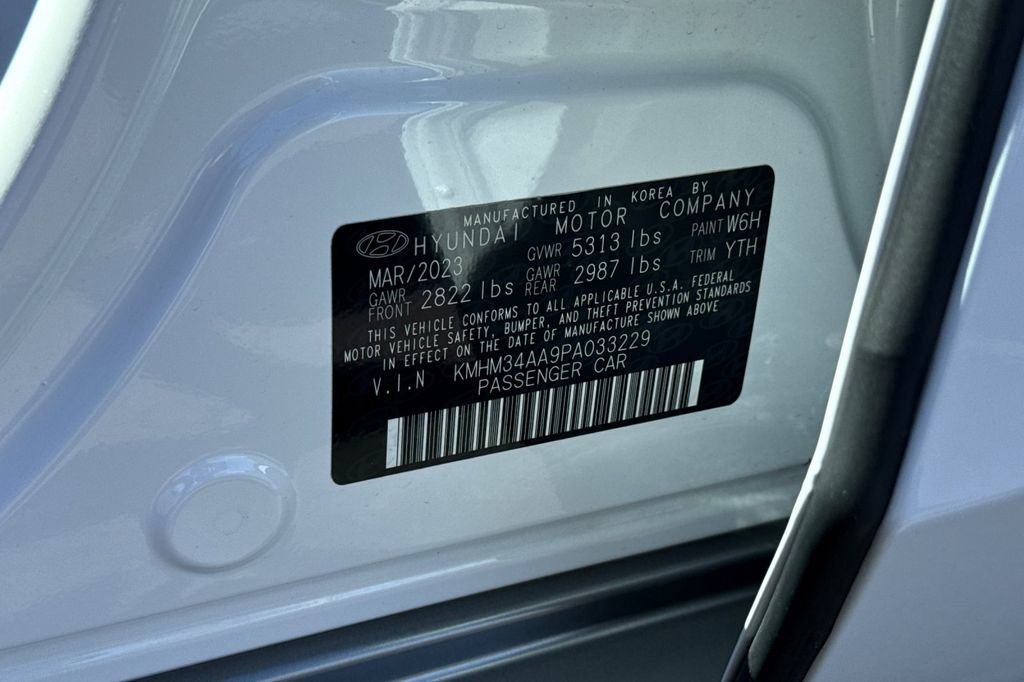 MANUFACTURED IN KOREA BY
HYUNDAI MOTOR COMPANY
MAR/2023 GVWR 5313 lbs PAINT W6H
GAWR FRONT 2822 lbs GAWR REAR 2987 lbs TRIM YTH
THIS VEHICLE CONFORMS TO ALL APPLICABLE U.S.A. FEDERAL
MOTOR VEHICLE SAFETY, BUMPER, AND THEFT PREVENTION STANDARDS
IN EFFECT ON THE DATE OF MANUFACTURE SHOWN ABOVE
V.I.N KMHM34AA9PA033229
PASSENGER CAR